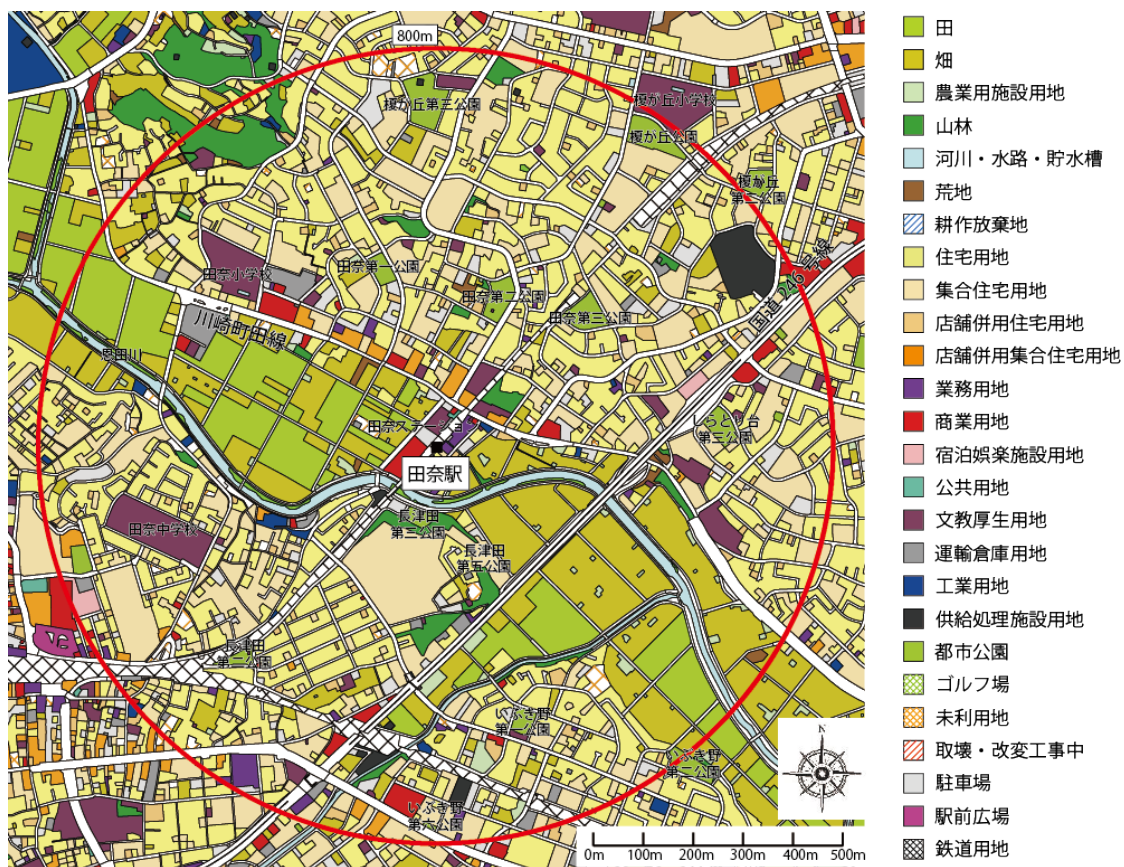 800m
榎が丘第三公園
榎が丘小学校
榎が丘公園
榎が丘
第二公園
田奈小学校
田奈第一公園
田奈第二公園
田奈第三公園
国道246号線
川崎町田線
恩田川
田奈ステーション
田奈駅
しらとり台
第三公園
長津田
第三公園
長津田
第五公園
田奈中学校
長津田
第二公園
いぶき野
第一公園
いぶき野
第二公園
いぶき野
第六公園
N
0m 100m 200m 300m 400m 500m
田
畑
農業用施設用地
山林
河川・水路・貯水槽
荒地
耕作放棄地
住宅用地
集合住宅用地
店舗併用住宅用地
店舗併用集合住宅用地
業務用地
商業用地
宿泊娯楽施設用地
公共用地
文教厚生用地
運輸倉庫用地
工業用地
供給処理施設用地
都市公園
ゴルフ場
未利用地
取壊・改変工事中
駐車場
駅前広場
鉄道用地